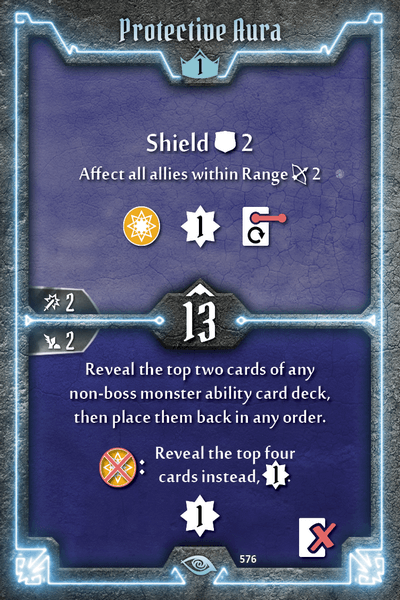 Protective Aura
1
Shield 2
Affect all allies within Range 2
1
2
13
2
Reveal the top two cards of any
non-boss monster ability card deck,
then place them back in any order.
: Reveal the top four
cards instead, 1.
1
576